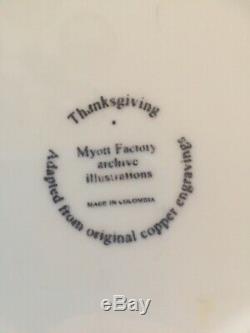 Thanksgiving
Myott Factory
archive
illustrations
MADE IN COLOMBIA
Adapted from original copper engravings